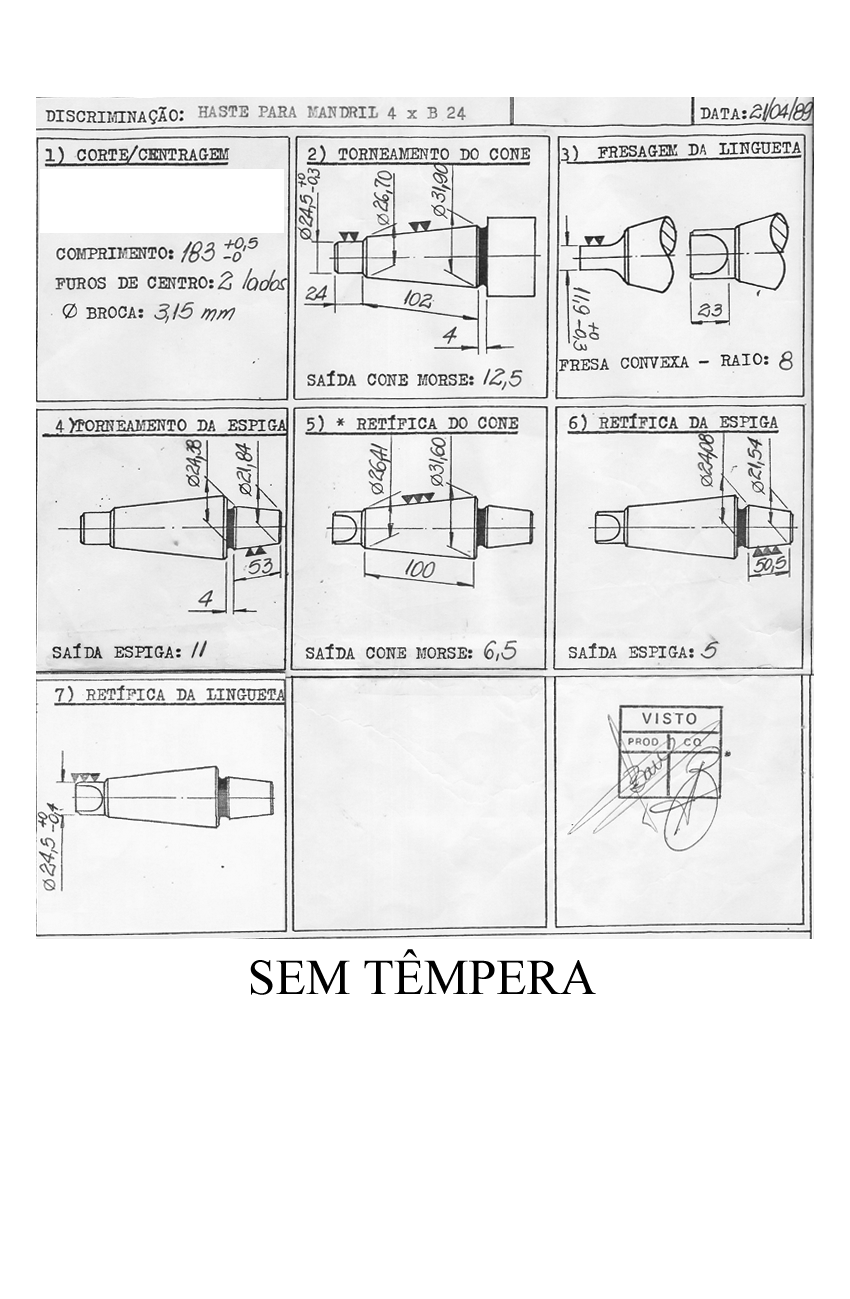 DISCRIMINAÇÃO: HASTE PARA MANDRIL 4 x B 24
DATA: 21/04/89
1) CORTE/CENTRAGEM
COMPRIMENTO: 183 +0,5 -0
FUROS DE CENTRO: 2 lados
Ø BROCA: 3,15 mm
2) TORNEAMENTO DO CONE
Ø24,5 +0 -0,3
Ø26,70
Ø31,90
24
102
4
SAÍDA CONE MORSE: 12,5
3) FRESAGEM DA LINGUETA
11,9 +0 -0,3
23
FRESA CONVEXA - RAIO: 8
4) TORNEAMENTO DA ESPIGA
Ø24,38
Ø21,84
53
4
SAÍDA ESPIGA: 11
5) * RETÍFICA DO CONE
Ø26,41
Ø31,60
100
SAÍDA CONE MORSE: 6,5
6) RETÍFICA DA ESPIGA
Ø24,08
Ø21,54
50,5
SAÍDA ESPIGA: 5
7) RETÍFICA DA LINGUETA
Ø24,5 +0 -0,1
VISTO
PROD CQ
SEM TÊMPERA